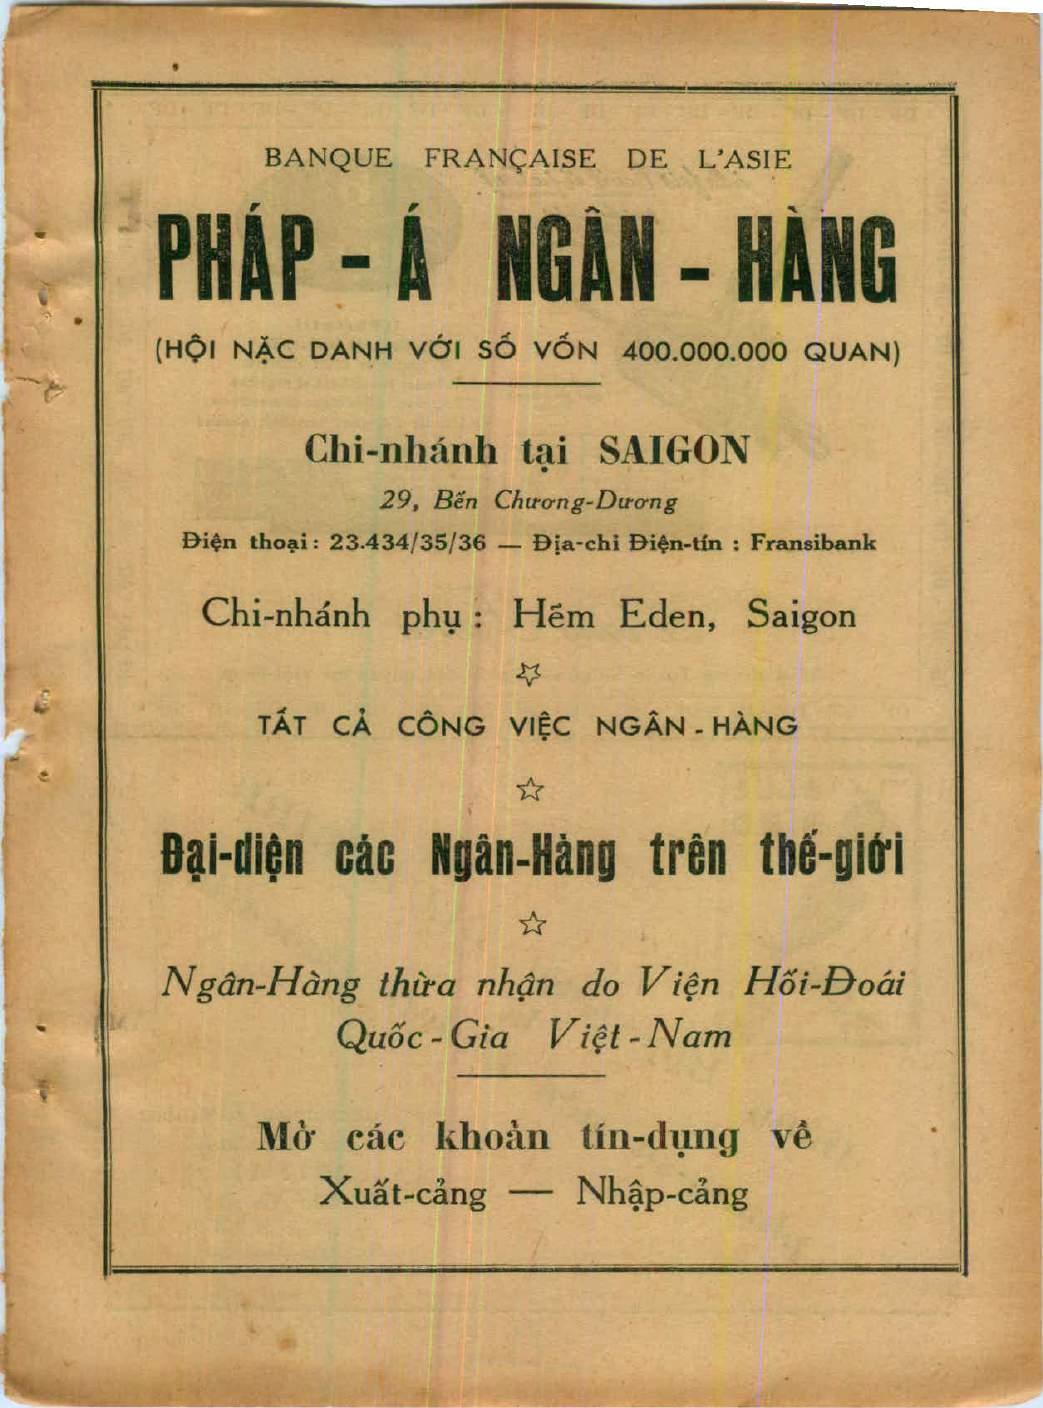 BANQUE FRANÇAISE DE L'ASIE
PHÁP - Á NGÂN - HÀNG
(HỘI NẶC DANH VỚI SỐ VỐN 400.000.000 QUAN)
Chi-nhánh tại SAIGON
29, Bến Chương-Dương
Điện thoại : 23.434/35/36 — Địa-chỉ Điện-tín : Fransibank
Chi-nhánh phụ : Hẻm Eden, Saigon
TẤT CẢ CÔNG VIỆC NGÂN - HÀNG
Đại-diện các Ngân-Hàng trên thế-giới
Ngân-Hàng thừa nhận do Viện Hối-Đoái
Quốc - Gia Việt - Nam
Mở các khoản tín-dụng về
Xuất-cảng — Nhập-cảng